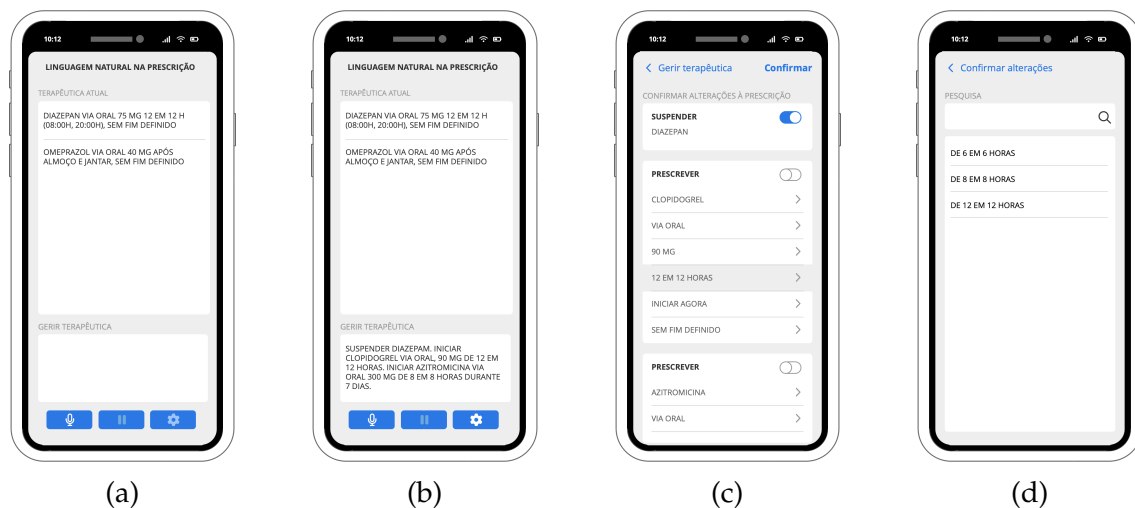 10:12
LINGUAGEM NATURAL NA PRESCRIÇÃO
TERAPÊUTICA ATUAL
DIAZEPAN VIA ORAL 75 MG 12 EM 12 H
(08:00H, 20:00H), SEM FIM DEFINIDO
OMEPRAZOL VIA ORAL 40 MG APÓS
ALMOÇO E JANTAR, SEM FIM DEFINIDO
GERIR TERAPÊUTICA
(a)
10:12
LINGUAGEM NATURAL NA PRESCRIÇÃO
TERAPÊUTICA ATUAL
DIAZEPAN VIA ORAL 75 MG 12 EM 12 H
(08:00H, 20:00H), SEM FIM DEFINIDO
OMEPRAZOL VIA ORAL 40 MG APÓS
ALMOÇO E JANTAR, SEM FIM DEFINIDO
GERIR TERAPÊUTICA
SUSPENDER DIAZEPAM. INICIAR
CLOPIDOGREL VIA ORAL, 90 MG DE 12 EM
12 HORAS. INICIAR AZITROMICINA VIA
ORAL 300 MG DE 8 EM 8 HORAS DURANTE
7 DIAS.
(b)
10:12
Gerir terapêutica Confirmar
CONFIRMAR ALTERAÇÕES À PRESCRIÇÃO
SUSPENDER
DIAZEPAN
PRESCREVER
CLOPIDOGREL
VIA ORAL
90 MG
12 EM 12 HORAS
INICIAR AGORA
SEM FIM DEFINIDO
PRESCREVER
AZITROMICINA
VIA ORAL
(c)
10:12
Confirmar alterações
PESQUISA
DE 6 EM 6 HORAS
DE 8 EM 8 HORAS
DE 12 EM 12 HORAS
(d)